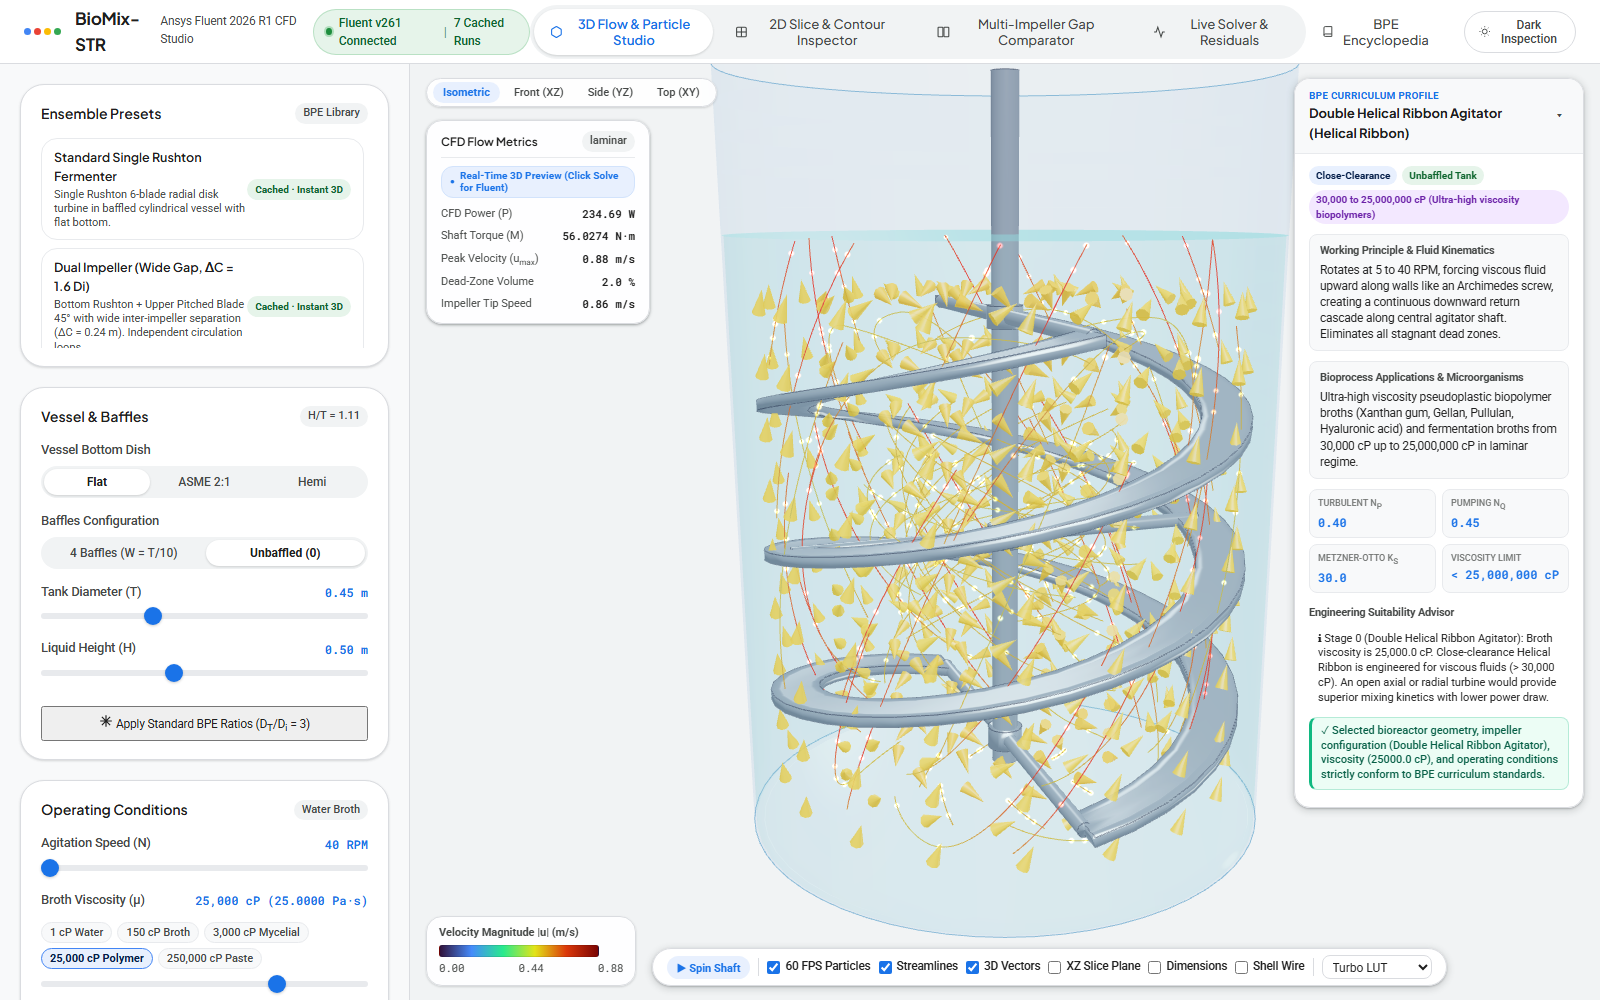 BioMix-STR
Ansys Fluent 2026 R1 CFD Studio
Fluent v261 Connected | 7 Cached Runs
3D Flow & Particle Studio
2D Slice & Contour Inspector
Multi-Impeller Gap Comparator
Live Solver & Residuals
BPE Encyclopedia
Dark Inspection
Ensemble Presets
BPE Library
Standard Single Rushton Fermenter
Single Rushton 6-blade radial disk
turbine in baffled cylindrical vessel with
flat bottom.
Cached · Instant 3D
Dual Impeller (Wide Gap, ΔC =
1.6 Di)
Bottom Rushton + Upper Pitched Blade
45° with wide inter-impeller separation
(ΔC = 0.24 m). Independent circulation
loops.
Cached · Instant 3D
Vessel & Baffles
H/T = 1.11
Vessel Bottom Dish
Flat
ASME 2:1
Hemi
Baffles Configuration
4 Baffles (W = T/10)
Unbaffled (0)
Tank Diameter (T)
0.45 m
Liquid Height (H)
0.50 m
Apply Standard BPE Ratios (DT/Di = 3)
Operating Conditions
Water Broth
Agitation Speed (N)
40 RPM
Broth Viscosity (μ)
25,000 cP (25.0000 Pa·s)
1 cP Water
150 cP Broth
3,000 cP Mycelial
25,000 cP Polymer
250,000 cP Paste
Isometric
Front (XZ)
Side (YZ)
Top (XY)
CFD Flow Metrics
laminar
• Real-Time 3D Preview (Click Solve
for Fluent)
CFD Power (P)
234.69 W
Shaft Torque (M)
56.0274 N·m
Peak Velocity (umax)
0.88 m/s
Dead-Zone Volume
2.0 %
Impeller Tip Speed
0.86 m/s
Velocity Magnitude |u| (m/s)
0.00
0.44
0.88
▶ Spin Shaft
60 FPS Particles
Streamlines
3D Vectors
XZ Slice Plane
Dimensions
Shell Wire
Turbo LUT
BPE CURRICULUM PROFILE
Double Helical Ribbon Agitator
(Helical Ribbon)
Close-Clearance
Unbaffled Tank
30,000 to 25,000,000 cP (Ultra-high viscosity
biopolymers)
Working Principle & Fluid Kinematics
Rotates at 5 to 40 RPM, forcing viscous fluid
upward along walls like an Archimedes screw,
creating a continuous downward return
cascade along central agitator shaft.
Eliminates all stagnant dead zones.
Bioprocess Applications & Microorganisms
Ultra-high viscosity pseudoplastic biopolymer
broths (Xanthan gum, Gellan, Pullulan,
Hyaluronic acid) and fermentation broths from
30,000 cP up to 25,000,000 cP in laminar
regime.
TURBULENT NP
0.40
PUMPING NQ
0.45
METZNER-OTTO KS
30.0
VISCOSITY LIMIT
< 25,000,000 cP
Engineering Suitability Advisor
ℹ Stage 0 (Double Helical Ribbon Agitator): Broth
viscosity is 25,000.0 cP. Close-clearance Helical
Ribbon is engineered for viscous fluids (> 30,000
cP). An open axial or radial turbine would provide
superior mixing kinetics with lower power draw.
✓ Selected bioreactor geometry, impeller
configuration (Double Helical Ribbon Agitator),
viscosity (25000.0 cP), and operating conditions
strictly conform to BPE curriculum standards.